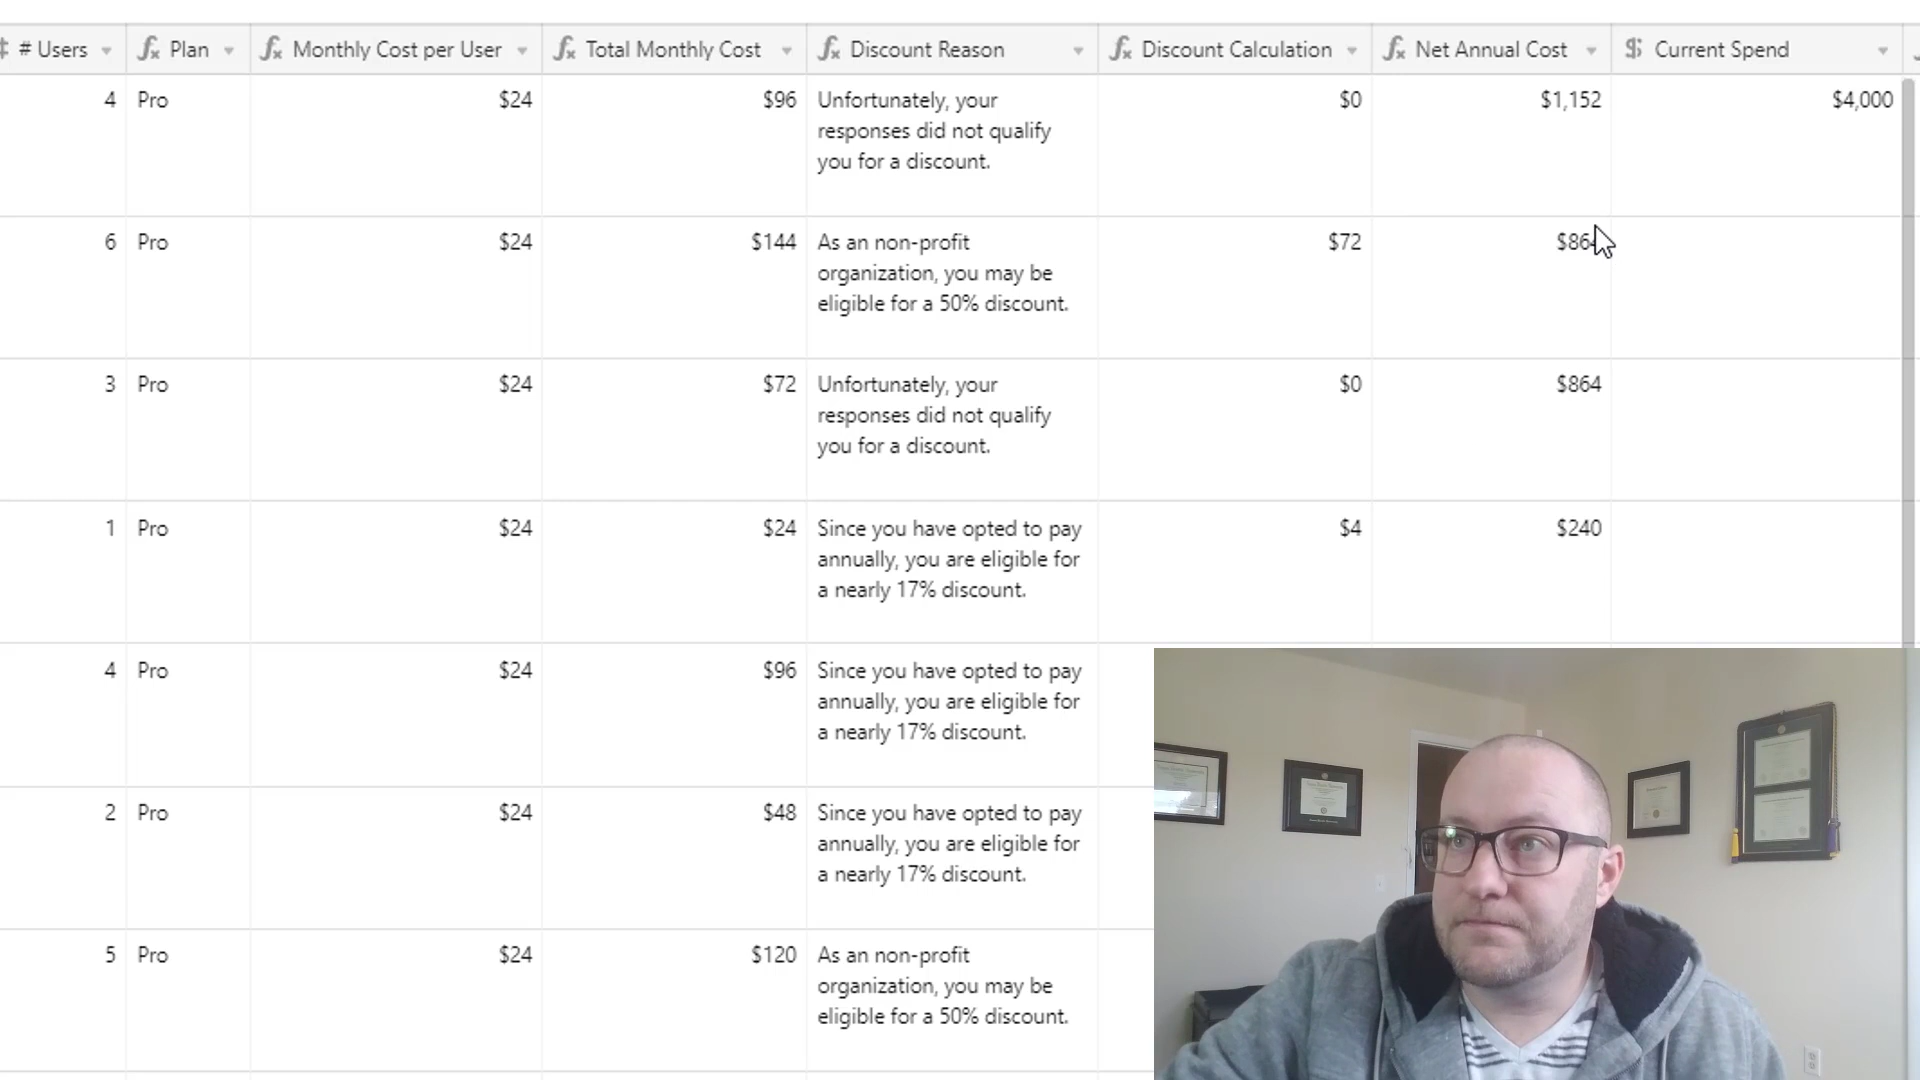 # Users Plan Monthly Cost per User Total Monthly Cost Discount Reason Discount Calculation Net Annual Cost Current Spend
4 Pro $24 $96 Unfortunately, your $0 $1,152 $4,000
responses did not qualify
you for a discount.
6 Pro $24 $144 As an non-profit $72 $864
organization, you may be
eligible for a 50% discount.
3 Pro $24 $72 Unfortunately, your $0 $864
responses did not qualify
you for a discount.
1 Pro $24 $24 Since you have opted to pay $4 $240
annually, you are eligible for
a nearly 17% discount.
4 Pro $24 $96 Since you have opted to pay
annually, you are eligible for
a nearly 17% discount.
2 Pro $24 $48 Since you have opted to pay
annually, you are eligible for
a nearly 17% discount.
5 Pro $24 $120 As an non-profit
organization, you may be
eligible for a 50% discount.